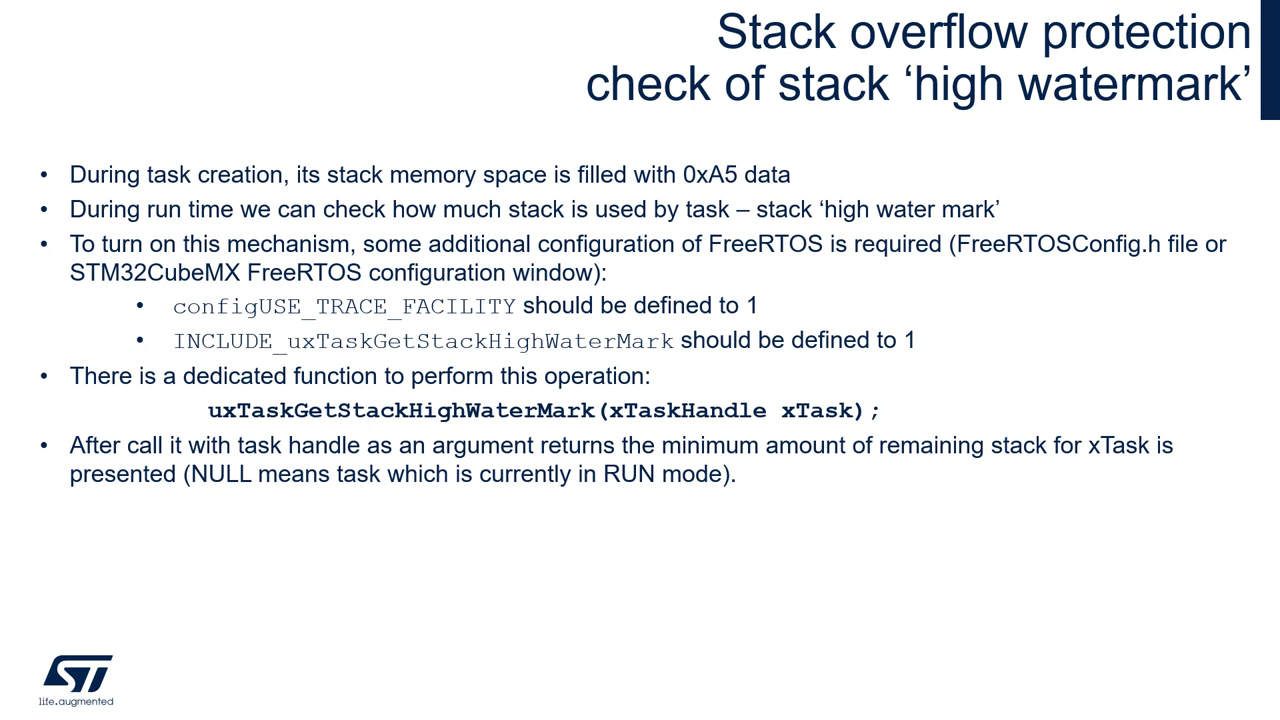 Stack overflow protection
check of stack ‘high watermark’
• During task creation, its stack memory space is filled with 0xA5 data
• During run time we can check how much stack is used by task – stack ‘high water mark’
• To turn on this mechanism, some additional configuration of FreeRTOS is required (FreeRTOSConfig.h file or
STM32CubeMX FreeRTOS configuration window):
• configUSE_TRACE_FACILITY should be defined to 1
• INCLUDE_uxTaskGetStackHighWaterMark should be defined to 1
• There is a dedicated function to perform this operation:
uxTaskGetStackHighWaterMark(xTaskHandle xTask);
• After call it with task handle as an argument returns the minimum amount of remaining stack for xTask is
presented (NULL means task which is currently in RUN mode).
ST
life.augmented